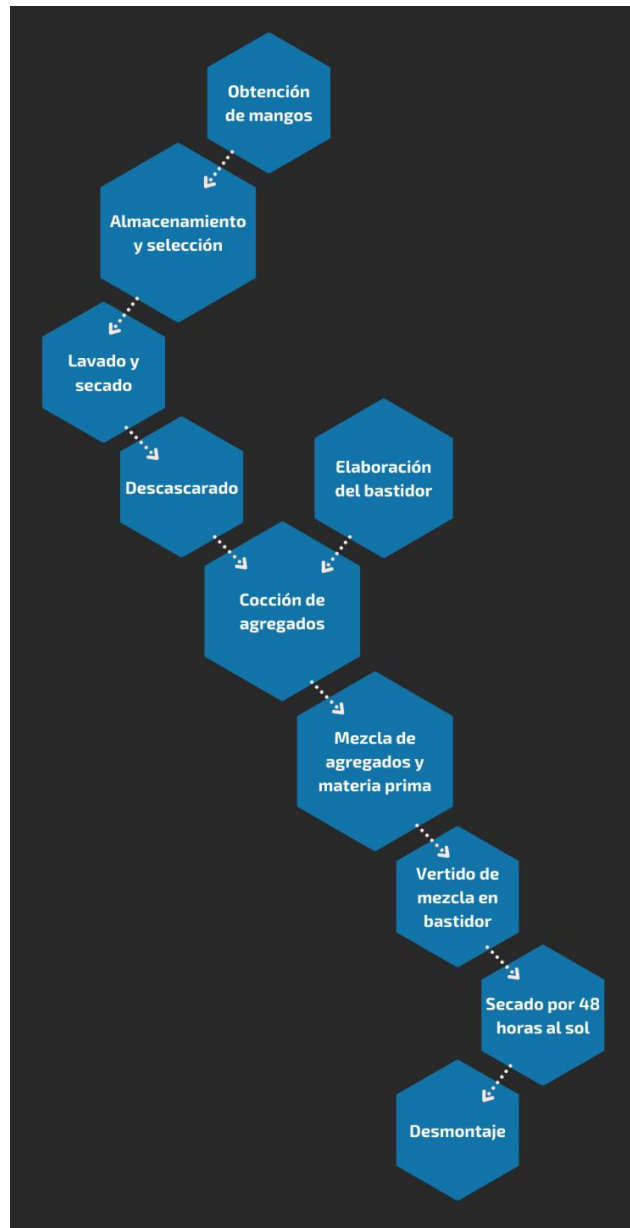 Obtención
de mangos
Almacenamiento
y selección
Lavado y
secado
Descascarado
Elaboración
del bastidor
Cocción de
agregados
Mezcla de
agregados y
materia prima
Vertido de
mezcla en
bastidor
Secado por 48
horas al sol
Desmontaje